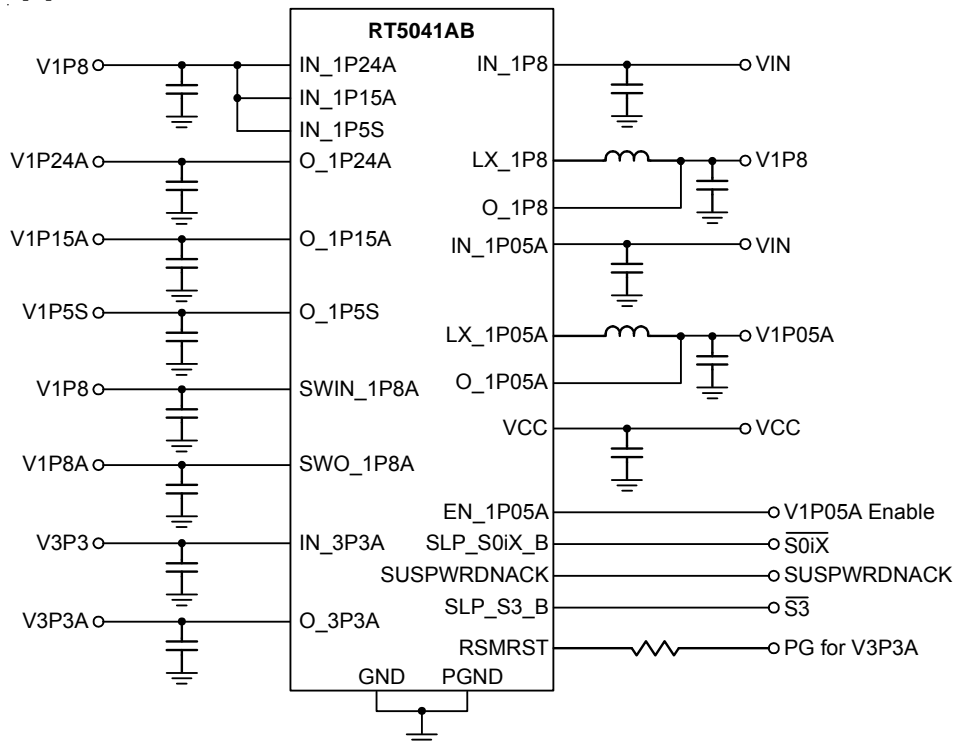 RT5041AB
V1P8 IN_1P24A IN_1P8 VIN
IN_1P15A
IN_1P5S
V1P24A O_1P24A LX_1P8 V1P8
O_1P8
V1P15A O_1P15A IN_1P05A VIN
V1P5S O_1P5S
LX_1P05A V1P05A
V1P8 SWIN_1P8A O_1P05A
VCC VCC
V1P8A SWO_1P8A
EN_1P05A V1P05A Enable
V3P3 IN_3P3A SLP_S0iX_B S0iX
SUSPWRDNACK SUSPWRDNACK
SLP_S3_B S3
V3P3A O_3P3A
RSMRST PG for V3P3A
GND PGND